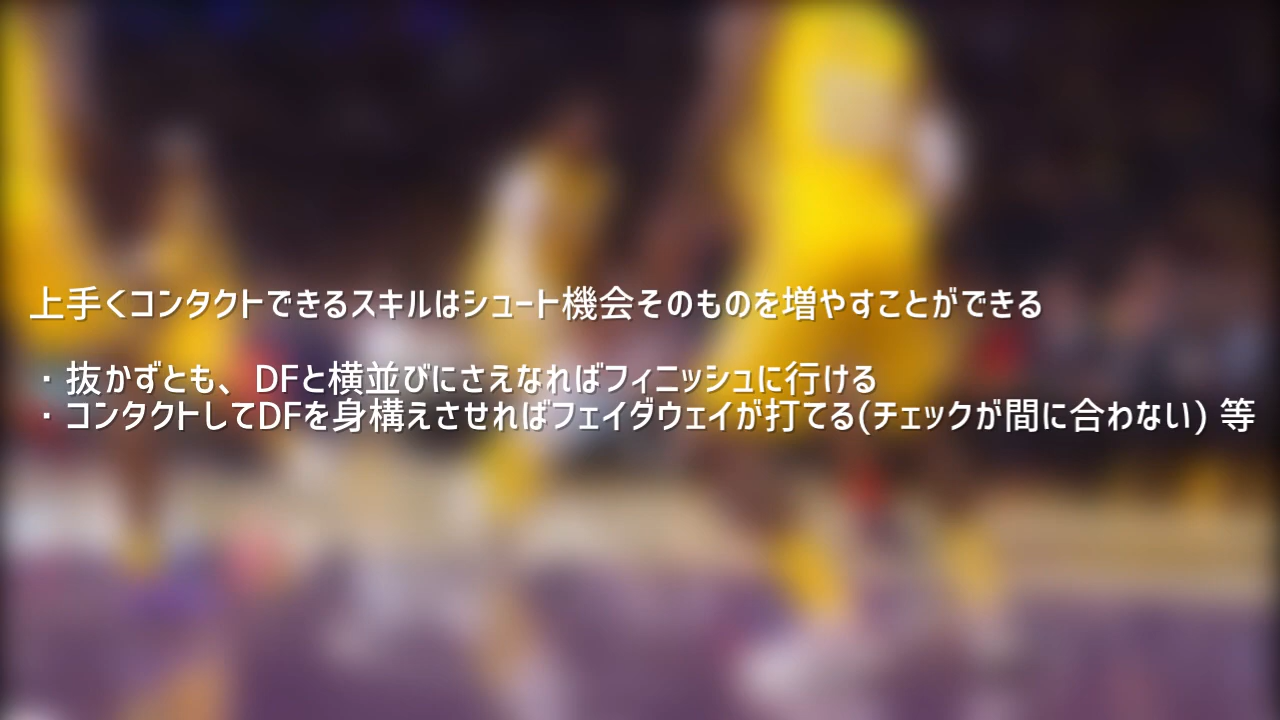 上手くコンタクトできるスキルはシュート機会そのものを増やすことができる
・抜かずとも、DFと横並びにさえなればフィニッシュに行ける
・コンタクトしてDFを身構えさせればフェイダウェイが打てる(チェックが間に合わない) 等